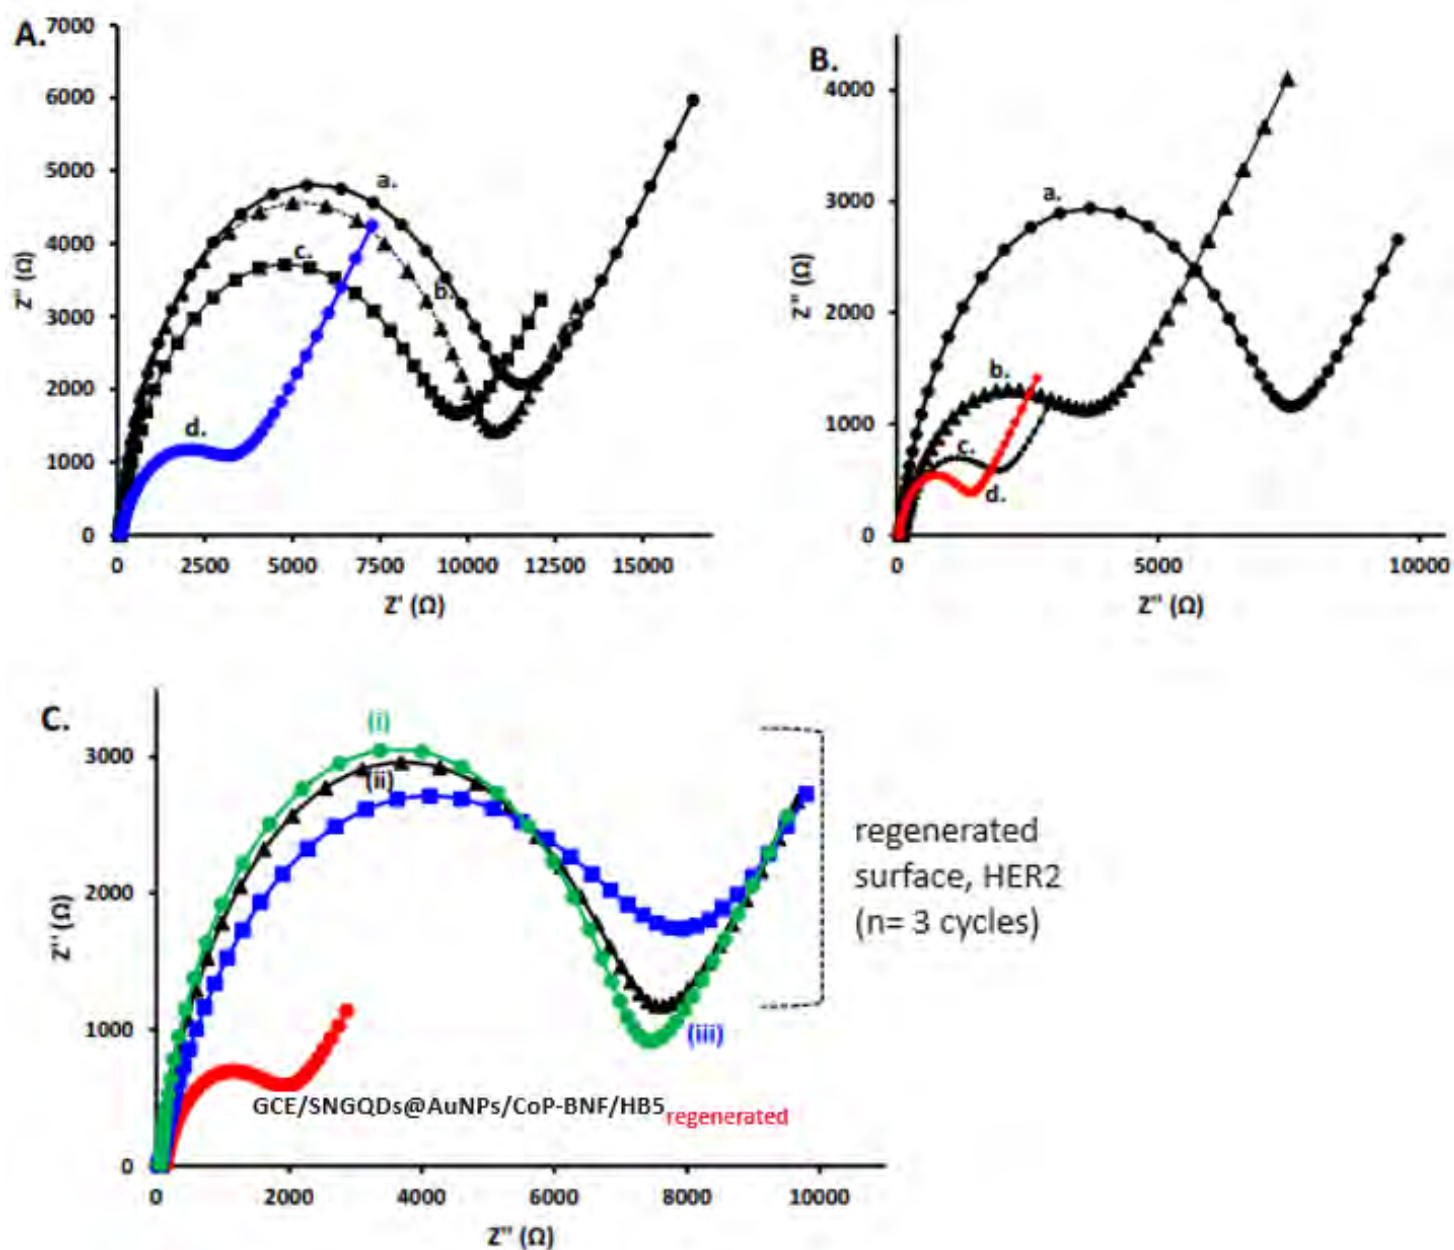 A.
7000
6000
5000
4000
3000
2000
1000
0
Z" (Ω)
a.
b.
c.
d.
0 2500 5000 7500 10000 12500 15000
Z' (Ω)
B.
4000
3000
2000
1000
0
Z" (Ω)
a.
b.
c.
d.
0 5000 10000
Z" (Ω)
C.
3000
2000
1000
0
Z" (Ω)
(i)
(ii)
(iii)
regenerated
surface, HER2
(n= 3 cycles)
GCE/SNGQDs@AuNPs/CoP-BNF/HB5regenerated
0 2000 4000 6000 8000 10000
Z" (Ω)